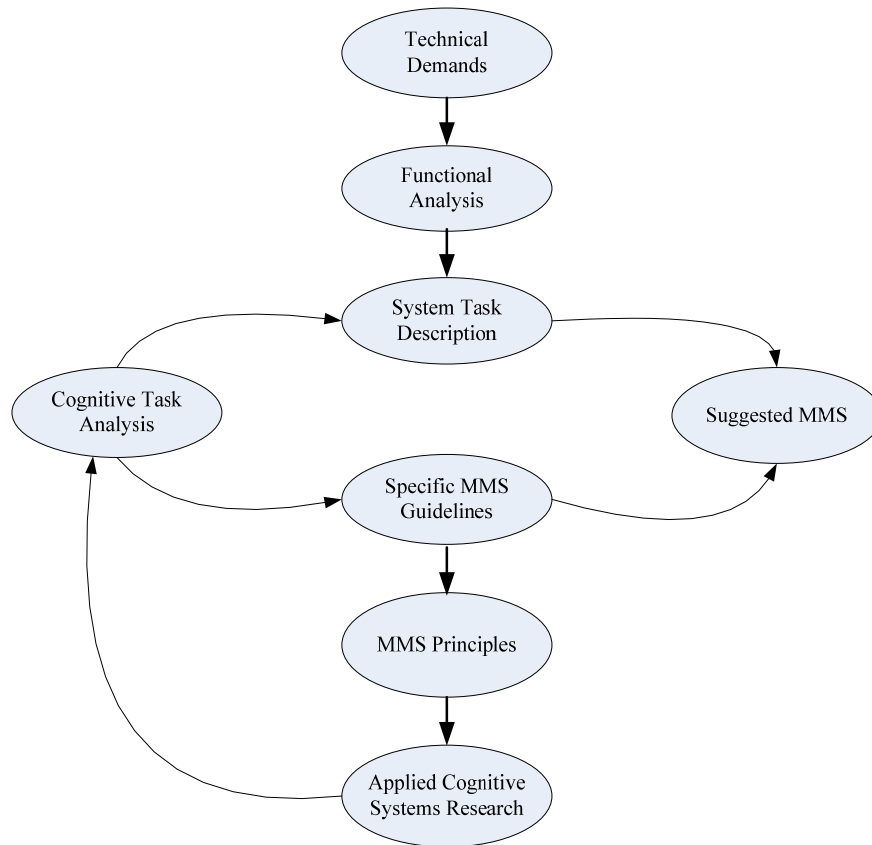 Technical
Demands
Functional
Analysis
System Task
Description
Cognitive Task
Analysis
Suggested MMS
Specific MMS
Guidelines
MMS Principles
Applied Cognitive
Systems Research